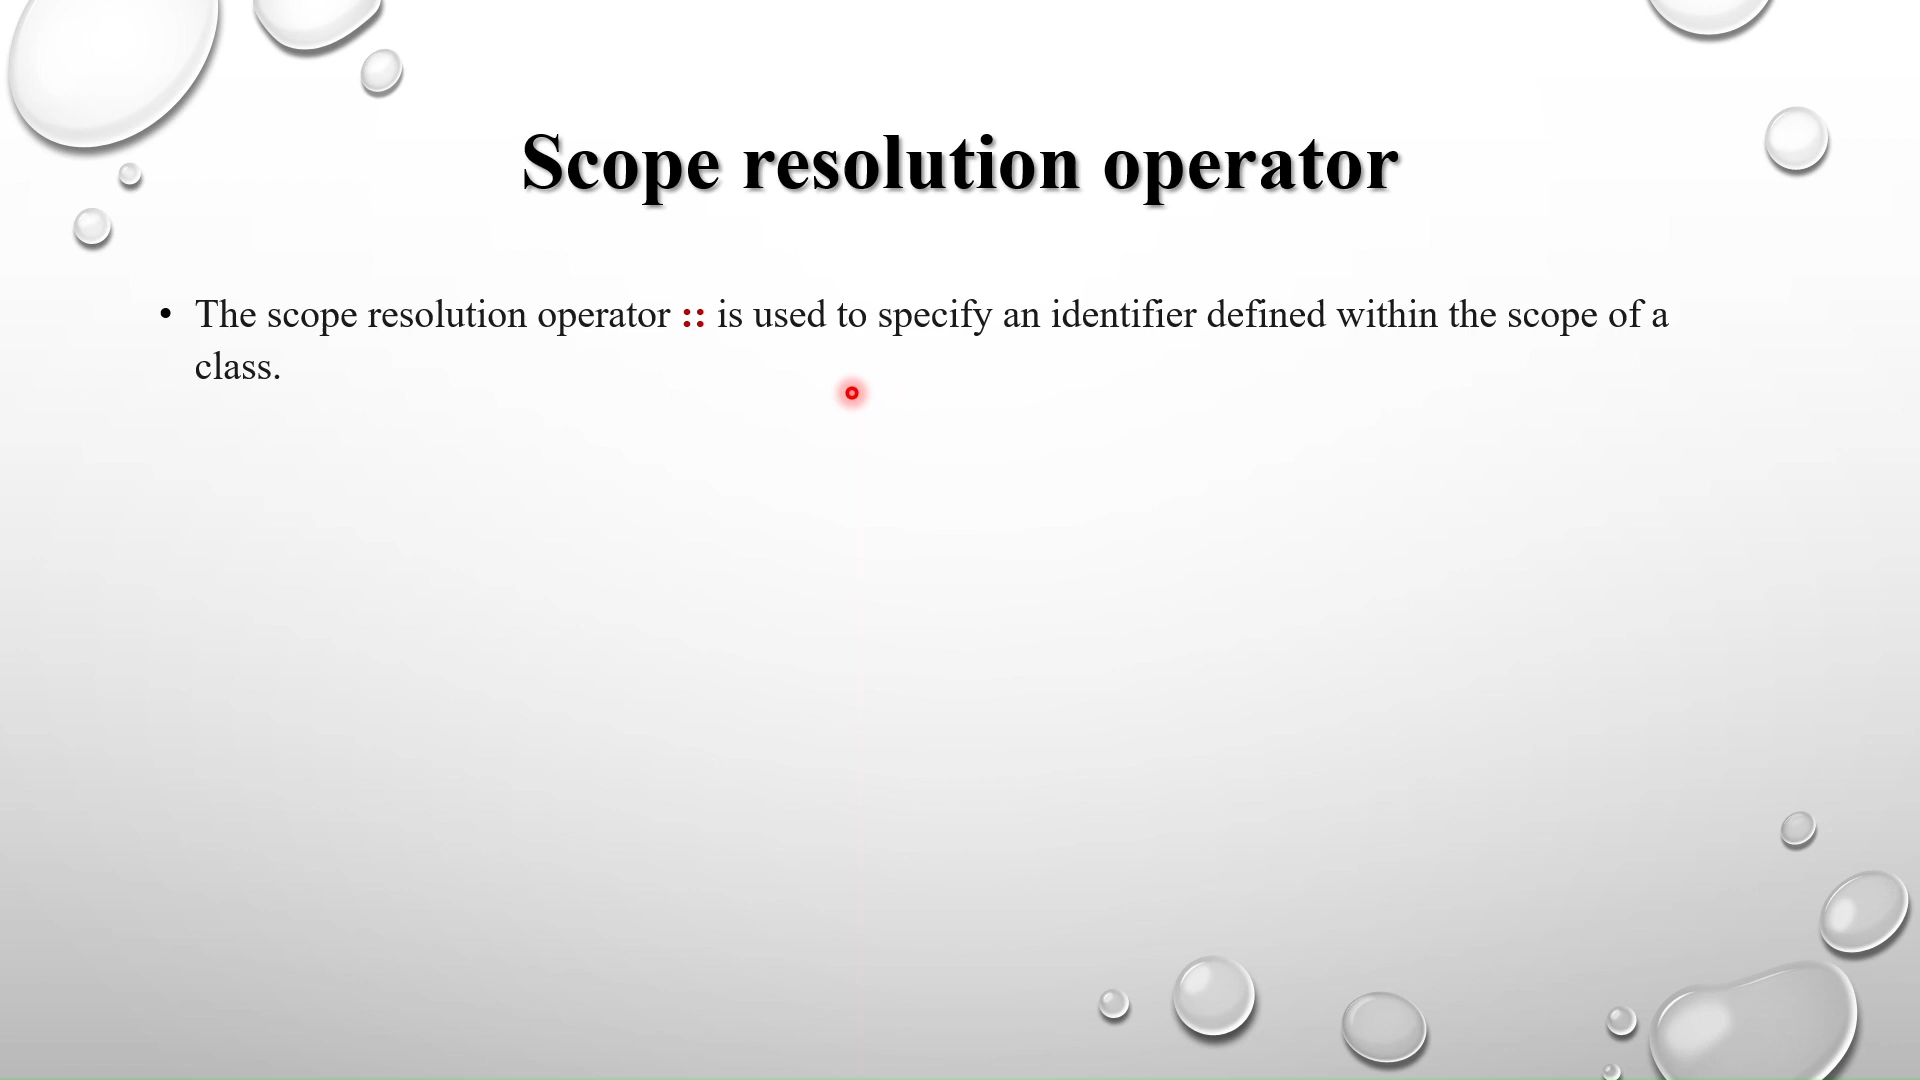 Scope resolution operator
• The scope resolution operator :: is used to specify an identifier defined within the scope of a
class.